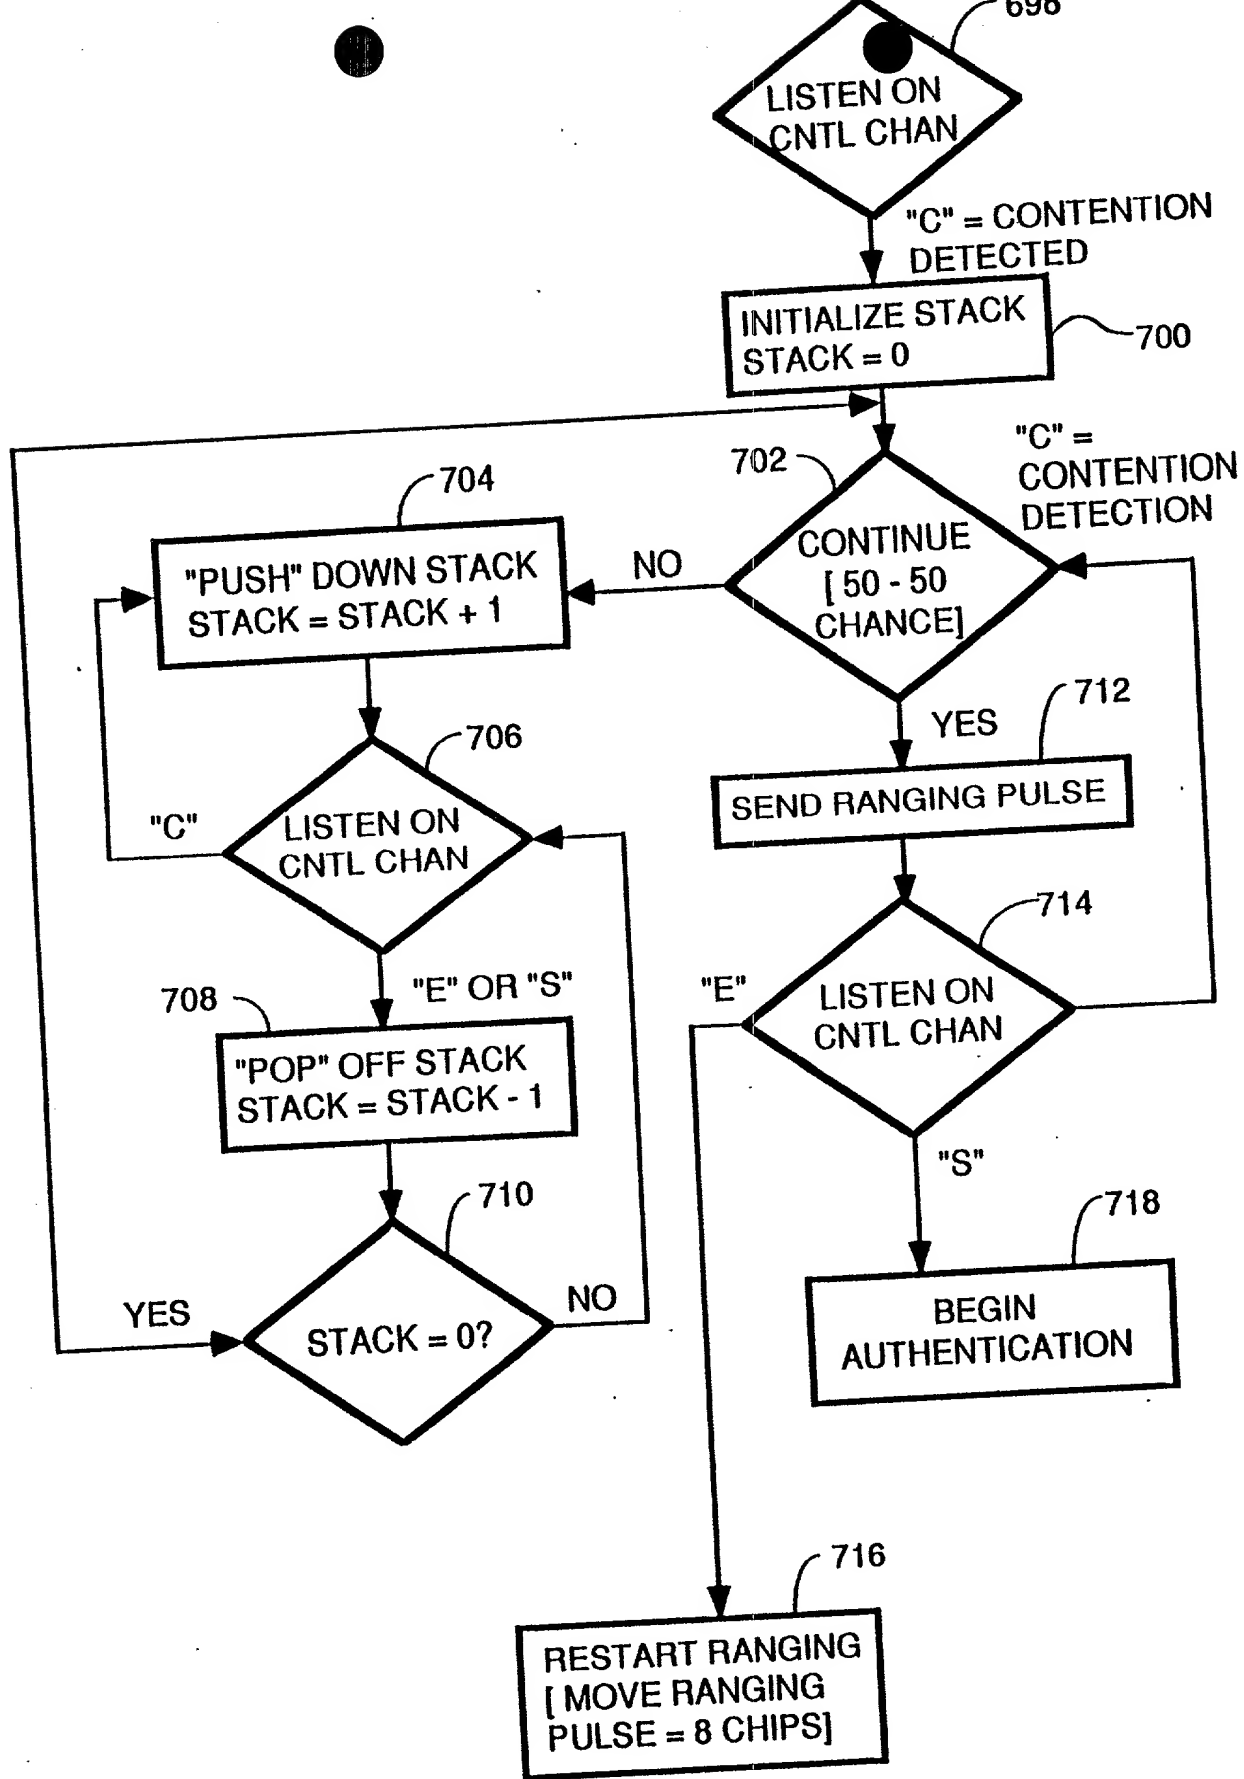 698
LISTEN ON
CNTL CHAN
"C" = CONTENTION
DETECTED
INITIALIZE STACK
STACK = 0
700
702
"C" =
CONTENTION
DETECTION
704
"PUSH" DOWN STACK
STACK = STACK + 1
NO
CONTINUE
[ 50 - 50
CHANCE]
706
YES
712
"C"
LISTEN ON
CNTL CHAN
SEND RANGING PULSE
714
708
"E" OR "S"
"E"
LISTEN ON
CNTL CHAN
"POP" OFF STACK
STACK = STACK - 1
"S"
710
718
YES
NO
STACK = 0?
BEGIN
AUTHENTICATION
716
RESTART RANGING
[ MOVE RANGING
PULSE = 8 CHIPS]